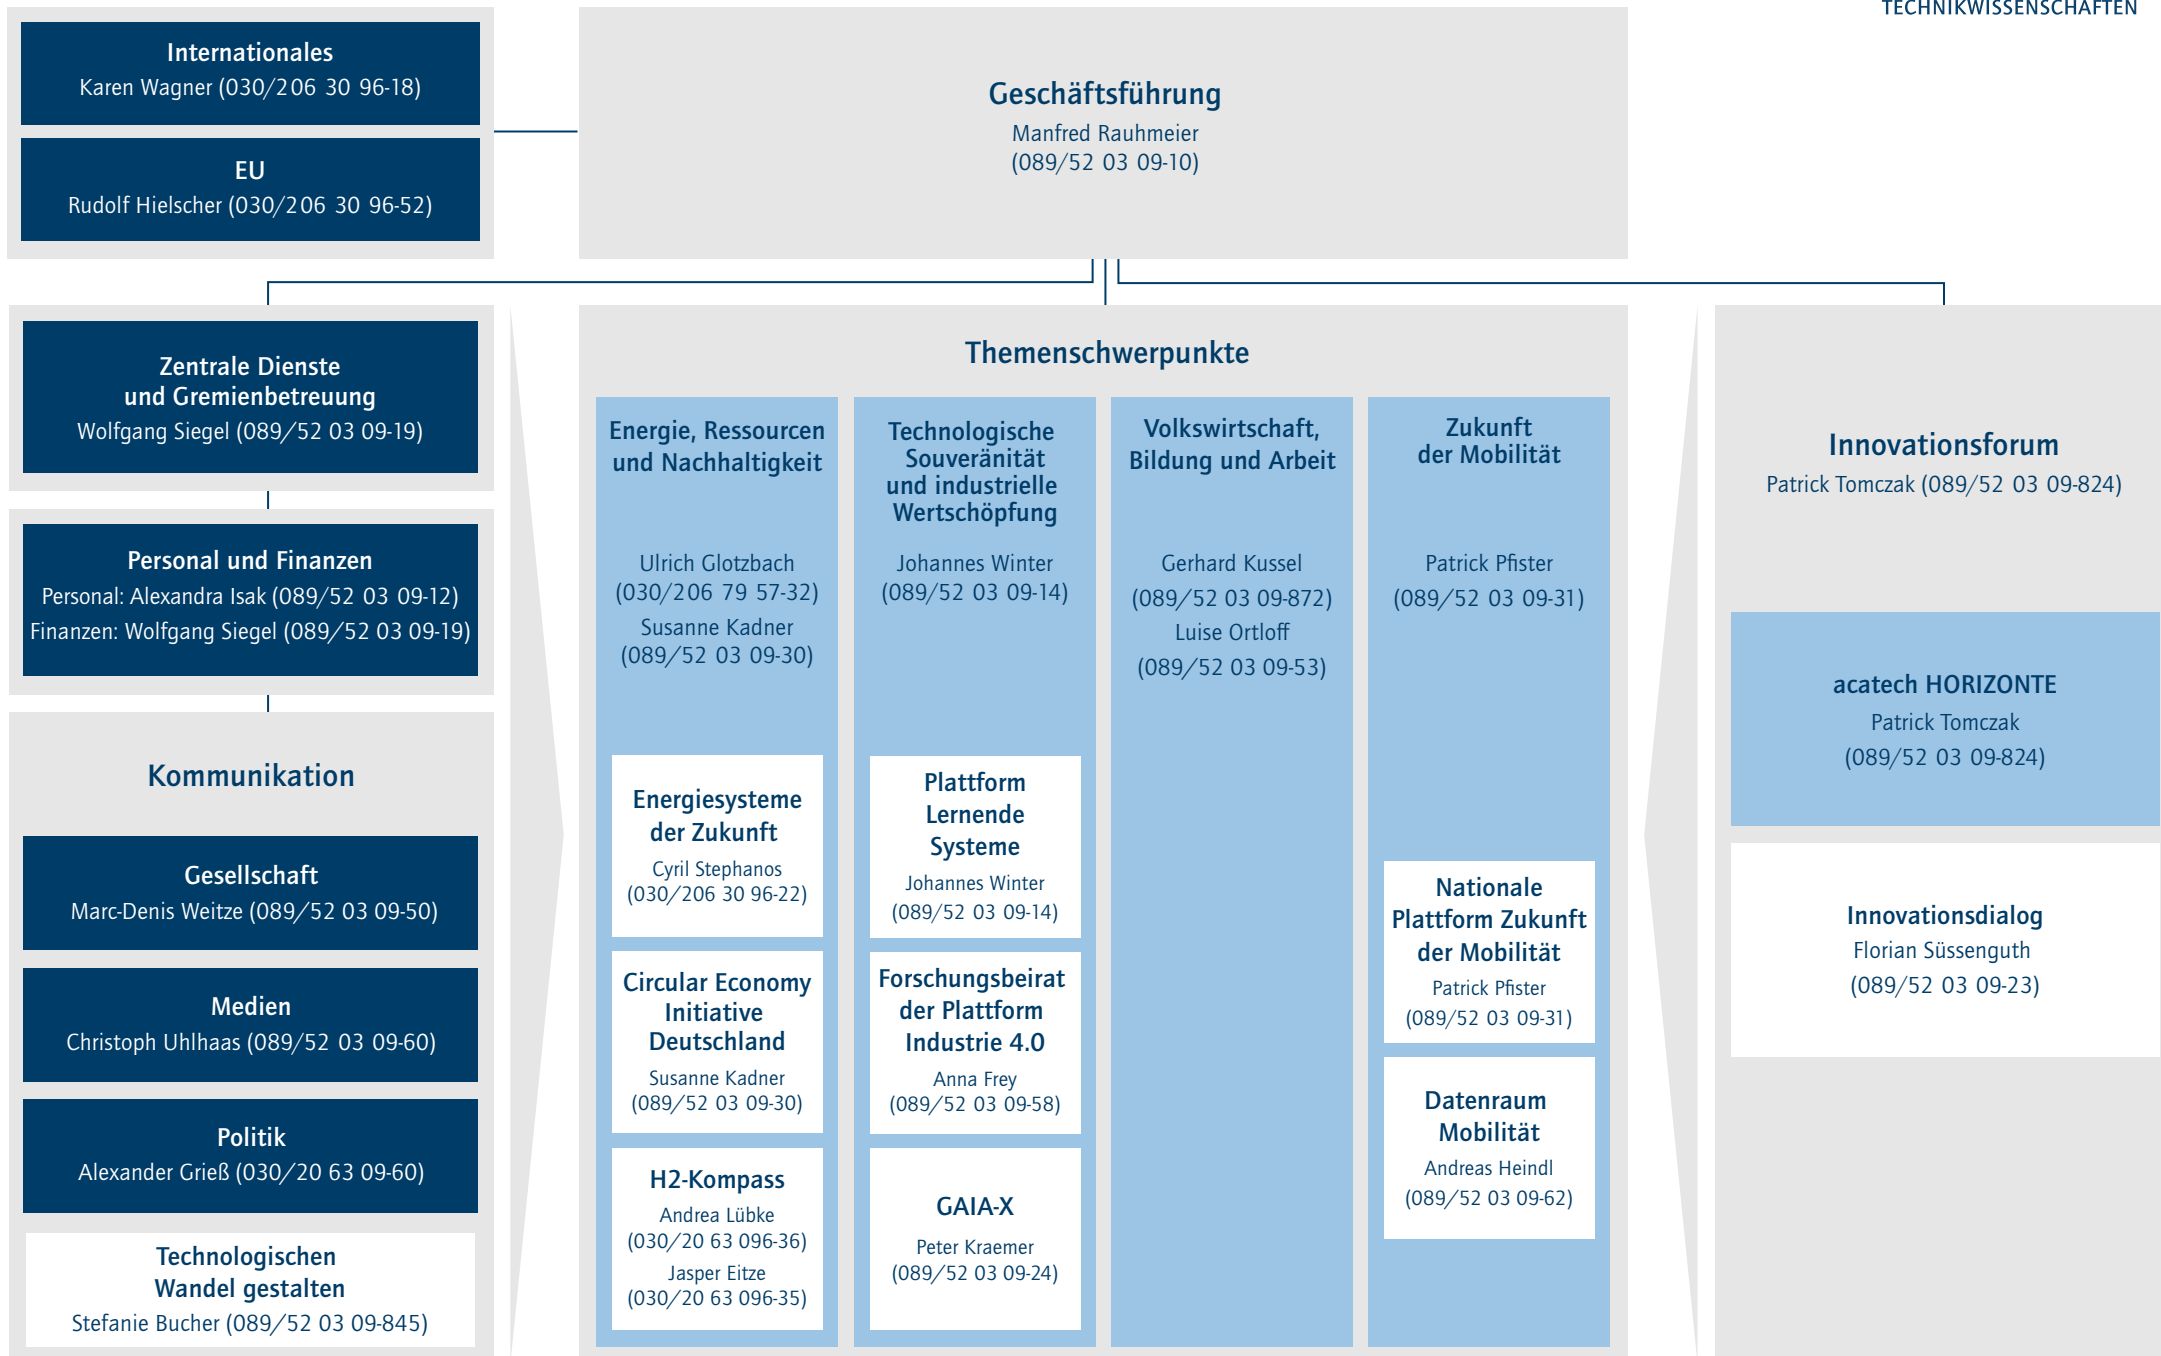 TECHNIKWISSENSCHAFTEN
Internationales
Karen Wagner (030/206 30 96-18)
EU
Rudolf Hielscher (030/206 30 96-52)
Geschäftsführung
Manfred Rauhmeier
(089/52 03 09-10)
Zentrale Dienste
und Gremienbetreuung
Wolfgang Siegel (089/52 03 09-19)
Personal und Finanzen
Personal: Alexandra Isak (089/52 03 09-12)
Finanzen: Wolfgang Siegel (089/52 03 09-19)
Kommunikation
Gesellschaft
Marc-Denis Weitze (089/52 03 09-50)
Medien
Christoph Uhlhaas (089/52 03 09-60)
Politik
Alexander Grieß (030/20 63 09-60)
Technologischen
Wandel gestalten
Stefanie Bucher (089/52 03 09-845)
Themenschwerpunkte
Energie, Ressourcen
und Nachhaltigkeit
Ulrich Glotzbach
(030/206 79 57-32)
Susanne Kadner
(089/52 03 09-30)
Energiesysteme
der Zukunft
Cyril Stephanos
(030/206 30 96-22)
Circular Economy
Initiative
Deutschland
Susanne Kadner
(089/52 03 09-30)
H2-Kompass
Andrea Lübke
(030/20 63 096-36)
Jasper Eitze
(030/20 63 096-35)
Technologische
Souveränität
und industrielle
Wertschöpfung
Johannes Winter
(089/52 03 09-14)
Plattform
Lernende
Systeme
Johannes Winter
(089/52 03 09-14)
Forschungsbeirat
der Plattform
Industrie 4.0
Anna Frey
(089/52 03 09-58)
GAIA-X
Peter Kraemer
(089/52 03 09-24)
Volkswirtschaft,
Bildung und Arbeit
Gerhard Kussel
(089/52 03 09-872)
Luise Ortloff
(089/52 03 09-53)
Zukunft
der Mobilität
Patrick Pfister
(089/52 03 09-31)
Nationale
Plattform Zukunft
der Mobilität
Patrick Pfister
(089/52 03 09-31)
Datenraum
Mobilität
Andreas Heindl
(089/52 03 09-62)
Innovationsforum
Patrick Tomczak (089/52 03 09-824)
acatech HORIZONTE
Patrick Tomczak
(089/52 03 09-824)
Innovationsdialog
Florian Süssenguth
(089/52 03 09-23)